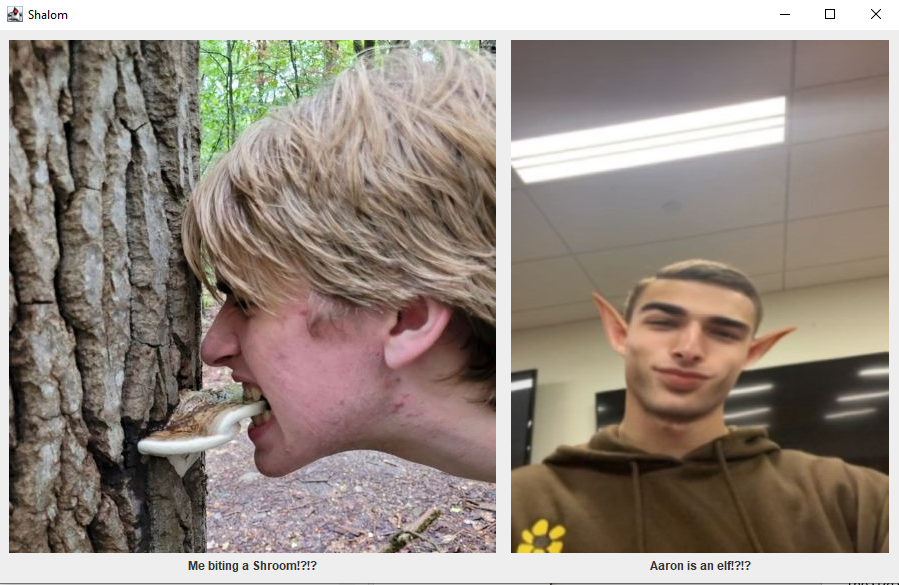 Shalom
Me biting a Shroom!?!?
Aaron is an elf!?!?